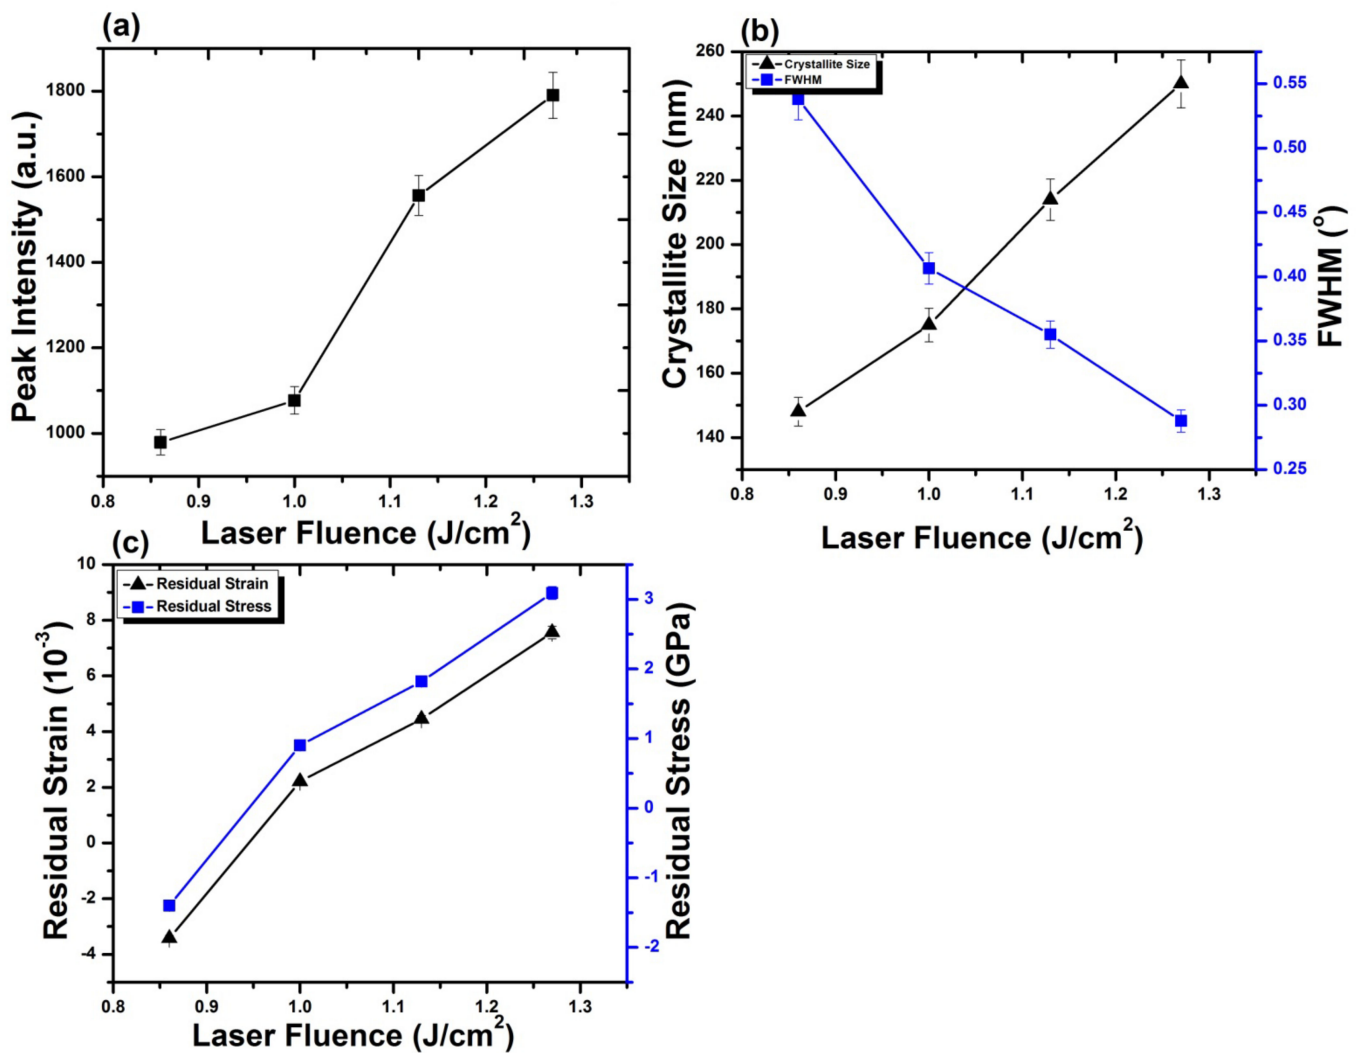 (a)
1800
1600
1400
1200
1000
Peak Intensity (a.u.)
0.8 0.9 1.0 1.1 1.2 1.3
Laser Fluence (J/cm²)
(b)
Crystallite Size
FWHM
260
240
220
200
180
160
140
Crystallite Size (nm)
0.55
0.50
0.45
0.40
0.35
0.30
0.25
FWHM (°)
0.8 0.9 1.0 1.1 1.2 1.3
Laser Fluence (J/cm²)
(c)
Residual Strain
Residual Stress
10
8
6
4
2
0
-2
-4
Residual Strain (10⁻³)
3
2
1
0
-1
-2
Residual Stress (GPa)
0.8 0.9 1.0 1.1 1.2 1.3
Laser Fluence (J/cm²)